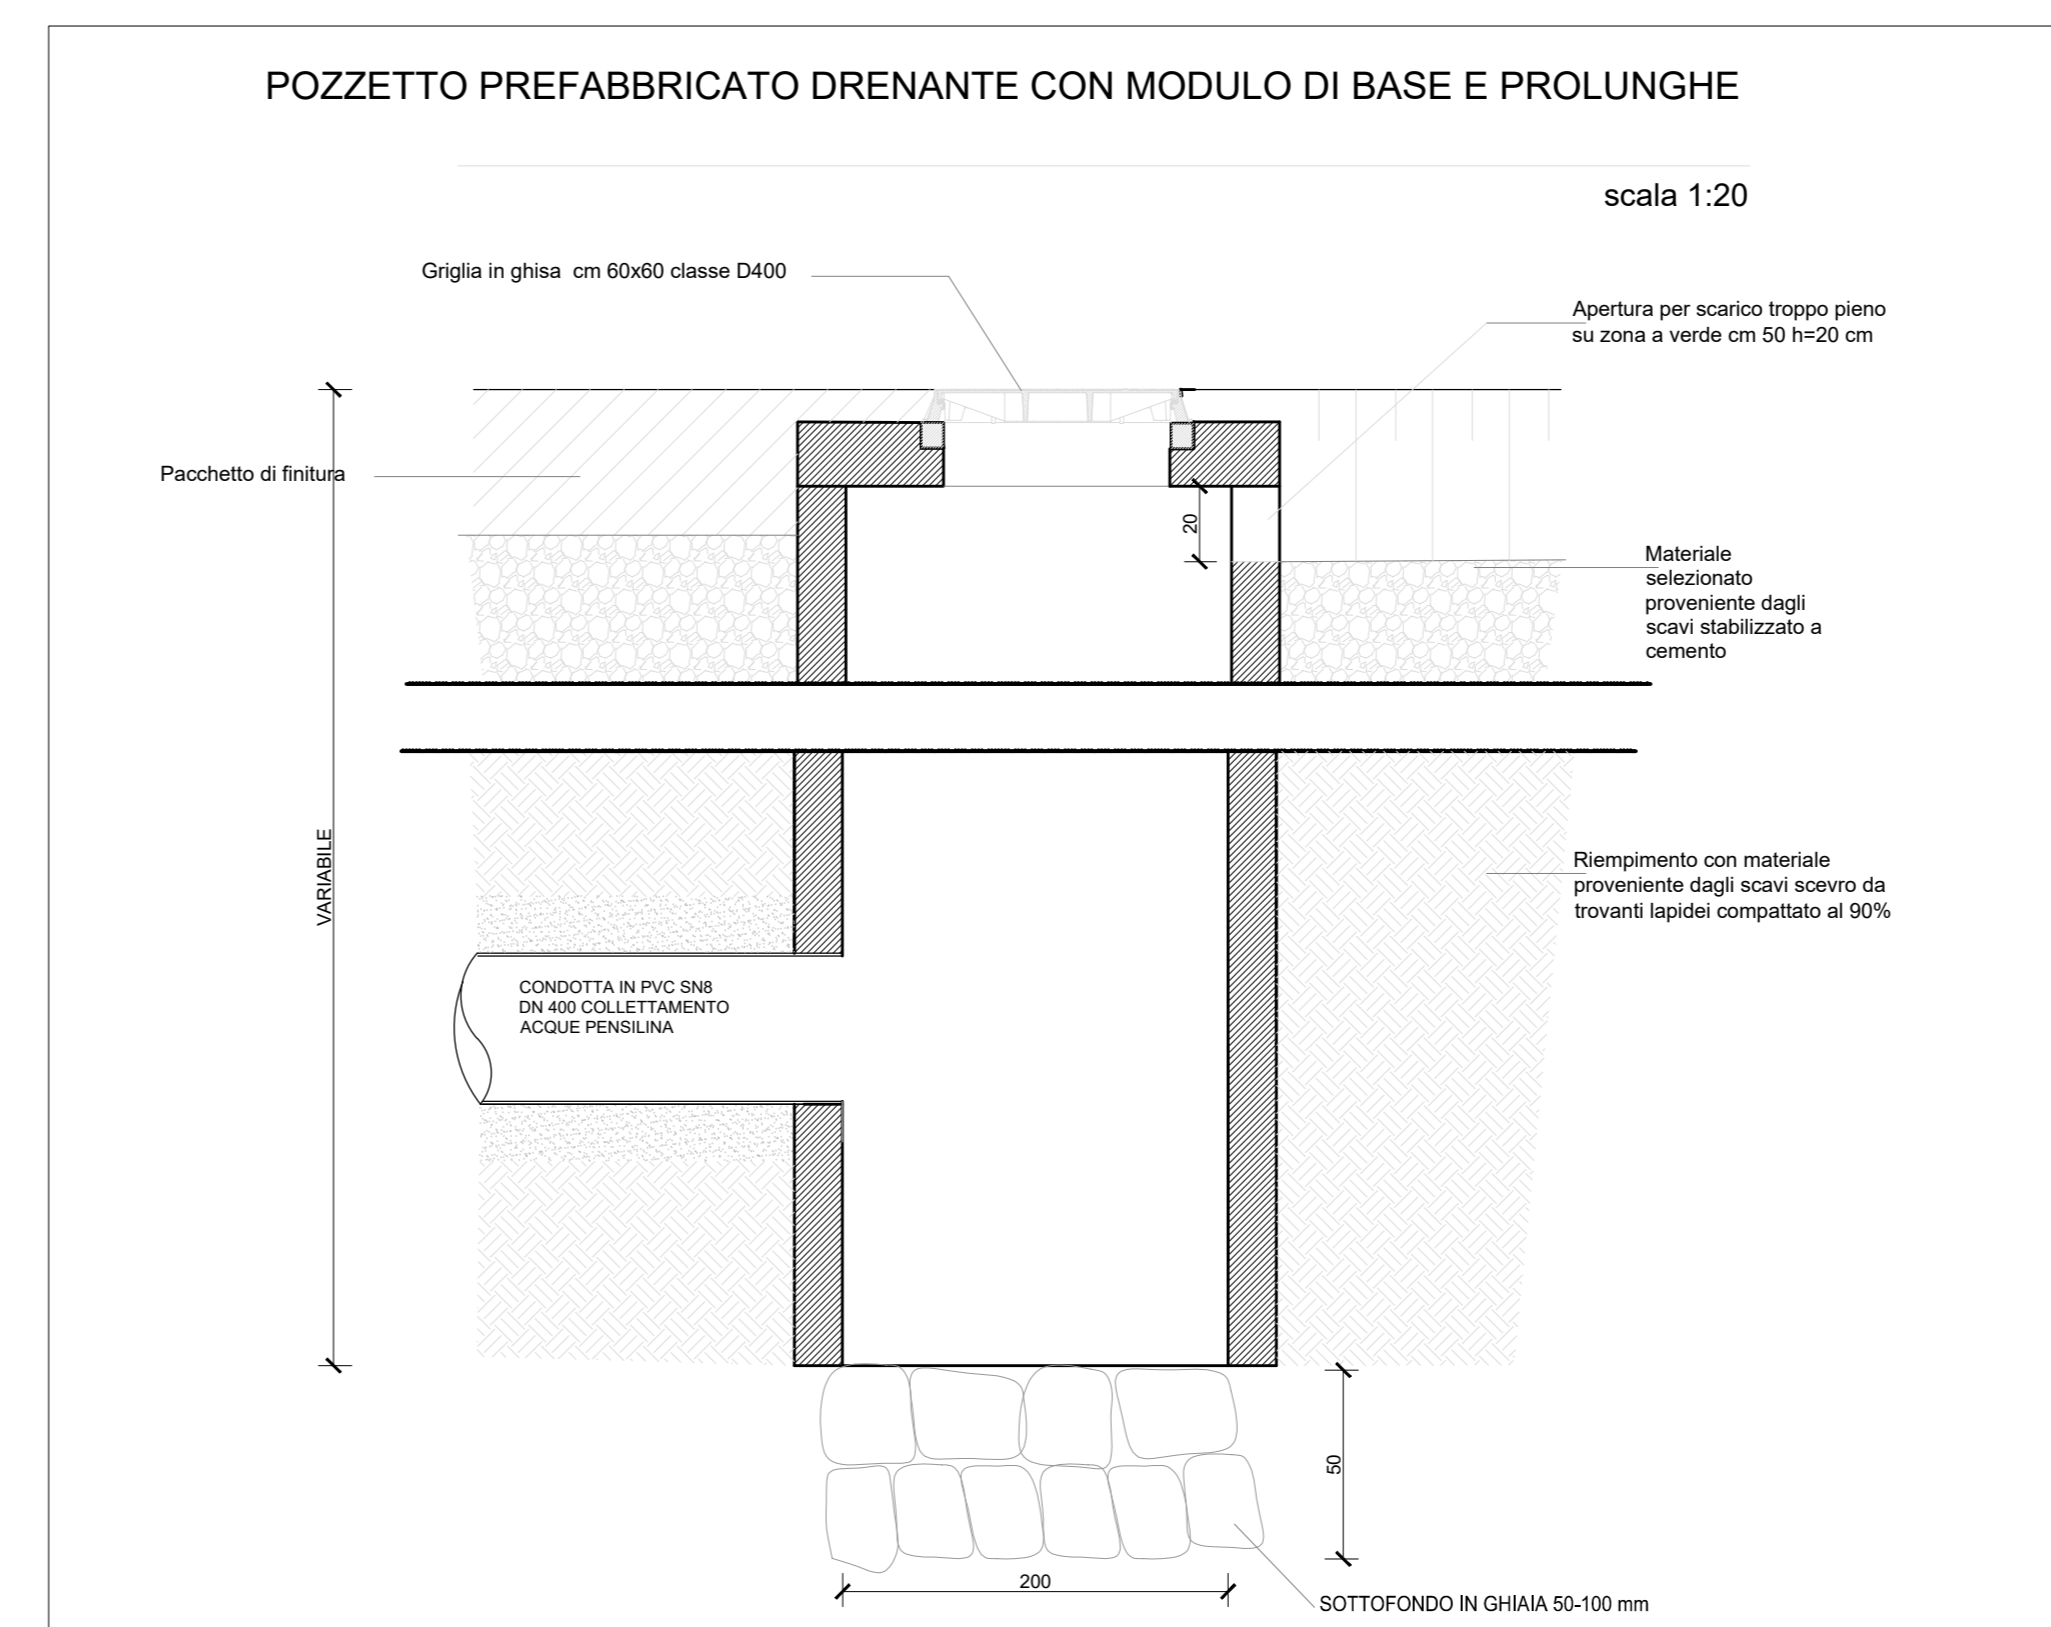 POZZETTO PREFABBRICATO DRENANTE CON MODULO DI BASE E PROLUNGHE
scala 1:20
Griglia in ghisa cm 60x60 classe D400
Apertura per scarico troppo pieno
su zona a verde cm 50 h=20 cm
Pacchetto di finitura
20
Materiale
selezionato
proveniente dagli
scavi stabilizzato a
cemento
VARIABILE
Riempimento con materiale
proveniente dagli scavi scevro da
trovanti lapidei compattato al 90%
CONDOTTA IN PVC SN8
DN 400 COLLETTAMENTO
ACQUE PENSILINA
50
200
SOTTOFONDO IN GHIAIA 50-100 mm